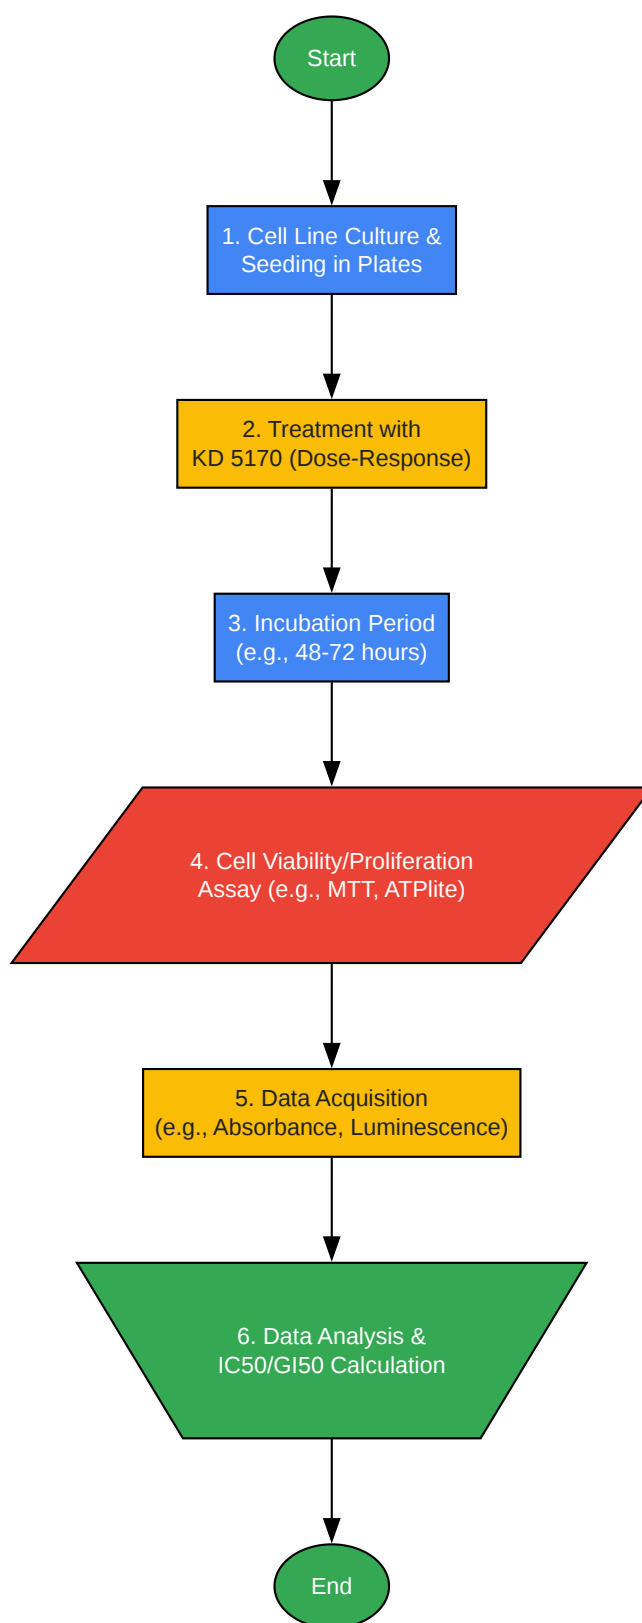 Start
1. Cell Line Culture &
Seeding in Plates
2. Treatment with
KD 5170 (Dose-Response)
3. Incubation Period
(e.g., 48-72 hours)
4. Cell Viability/Proliferation
Assay (e.g., MTT, ATPlite)
5. Data Acquisition
(e.g., Absorbance, Luminescence)
6. Data Analysis &
IC50/GI50 Calculation
End